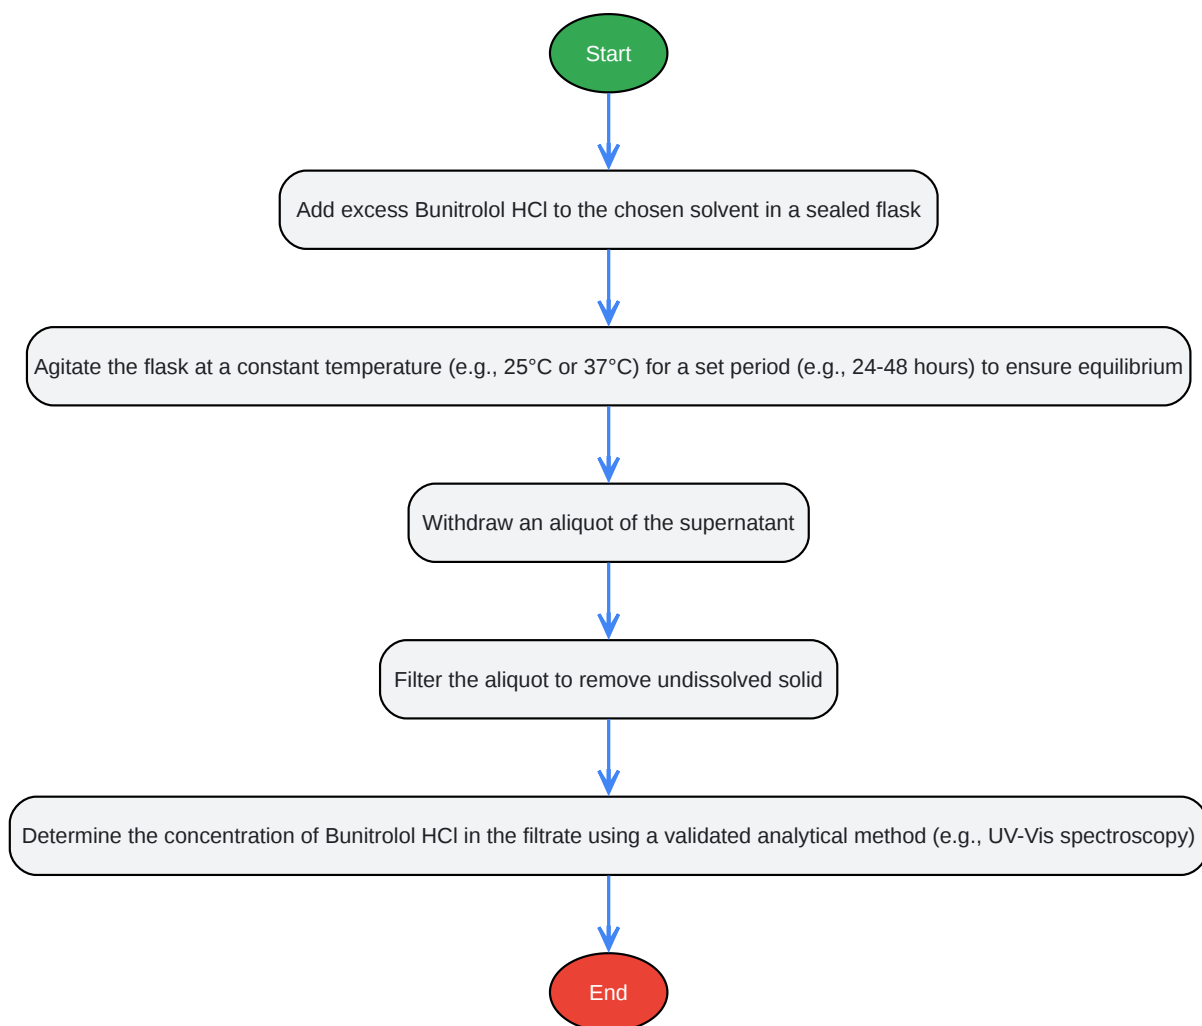 Start
Add excess Bunitrolol HCl to the chosen solvent in a sealed flask
Agitate the flask at a constant temperature (e.g., 25°C or 37°C) for a set period (e.g., 24-48 hours) to ensure equilibrium
Withdraw an aliquot of the supernatant
Filter the aliquot to remove undissolved solid
Determine the concentration of Bunitrolol HCl in the filtrate using a validated analytical method (e.g., UV-Vis spectroscopy)
End